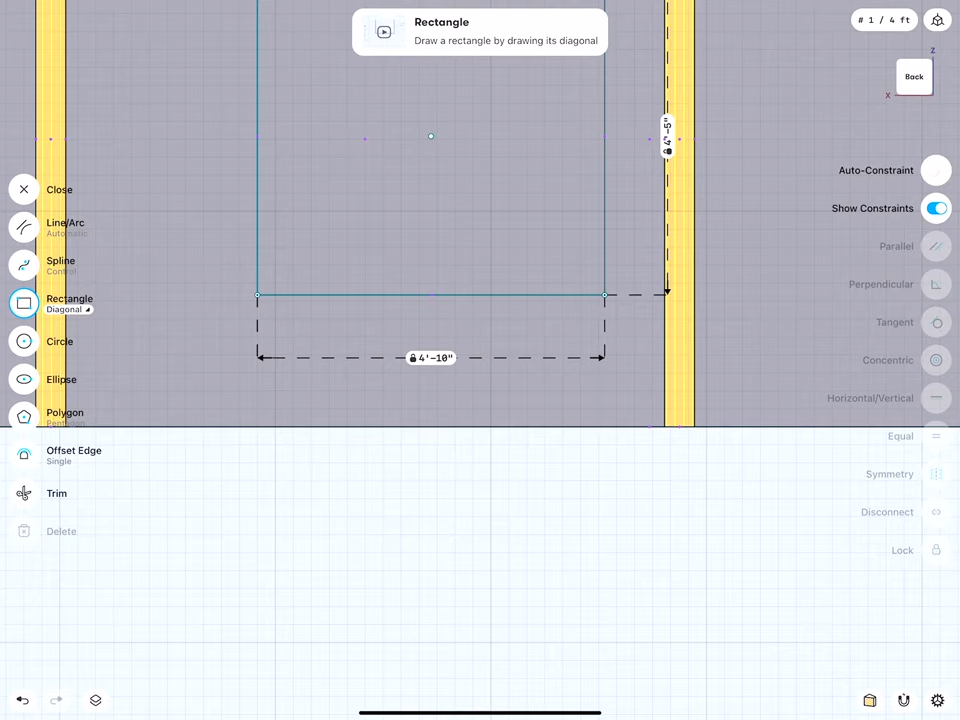 Rectangle
Draw a rectangle by drawing its diagonal
# 1 / 4 ft
Z
Back
X
4'-5"
Close
Line/Arc
Automatic
Spline
Control
Rectangle
Diagonal
Circle
Ellipse
Polygon
Pentagon
Offset Edge
Single
Trim
Delete
4'-10"
Auto-Constraint
Show Constraints
Parallel
Perpendicular
Tangent
Concentric
Horizontal/Vertical
Equal
Symmetry
Disconnect
Lock